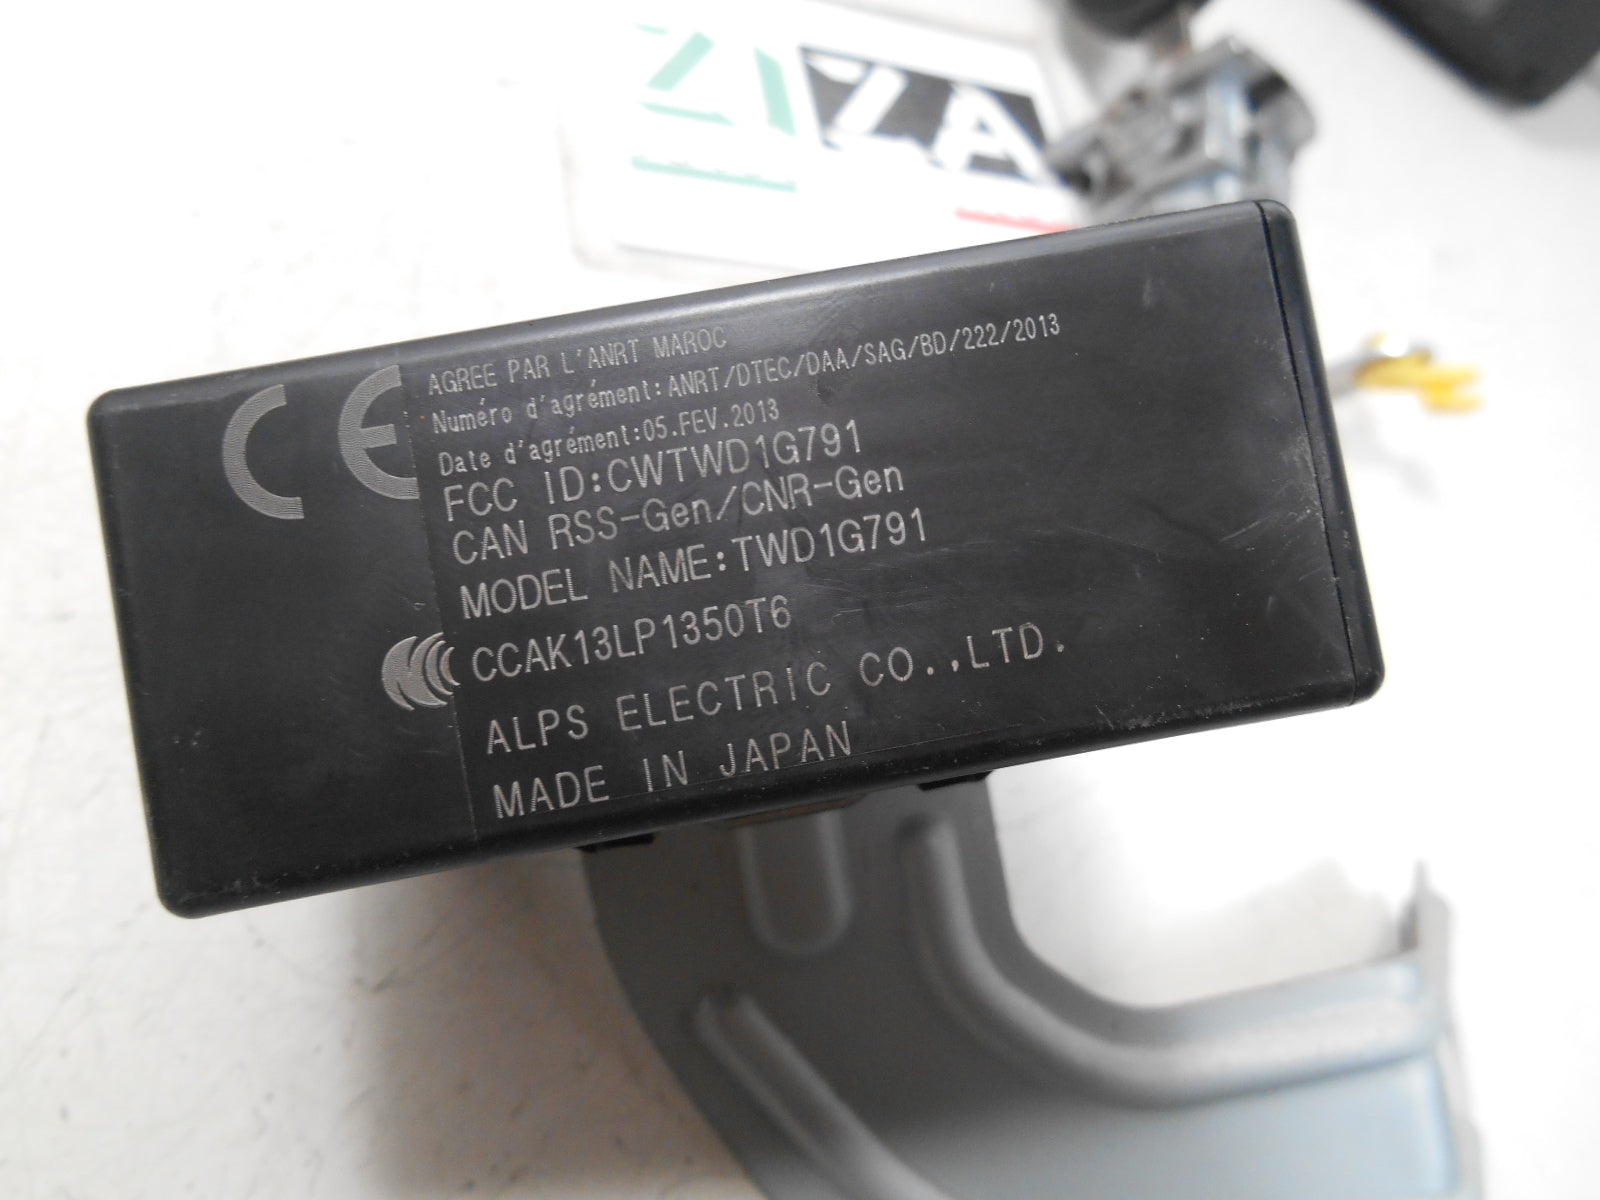 AGREE PAR L'ANRT MAROC
Numéro d'agrément:ANRT/DTEC/DAA/SAG/BD/222/2013
Date d'agrément:05.FEV.2013
FCC ID:CWTWD1G791
CAN RSS-Gen/CNR-Gen
MODEL NAME:TWD1G791
CCAK13LP1350T6
ALPS ELECTRIC CO.,LTD.
MADE IN JAPAN